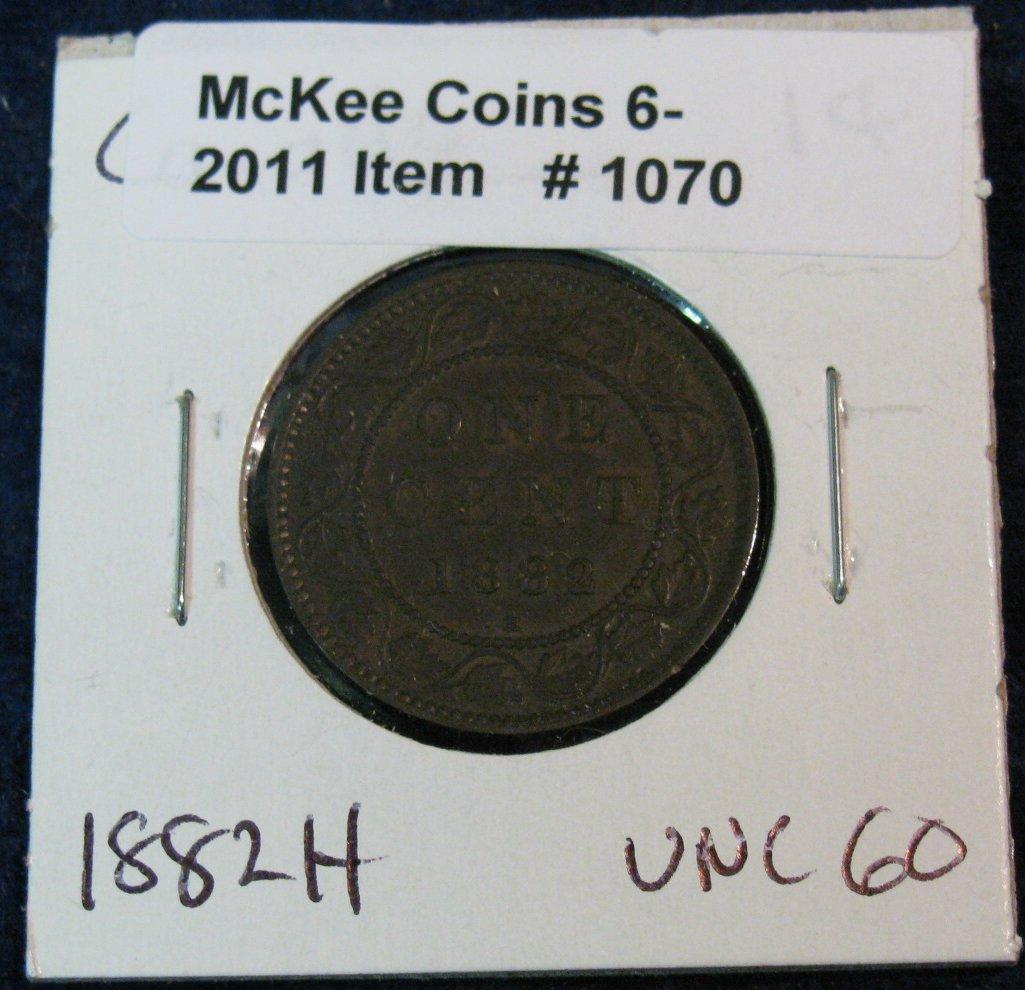 McKee Coins 6-
2011 Item # 1070
ONE
CENT
1882
H
1882H UNC 60